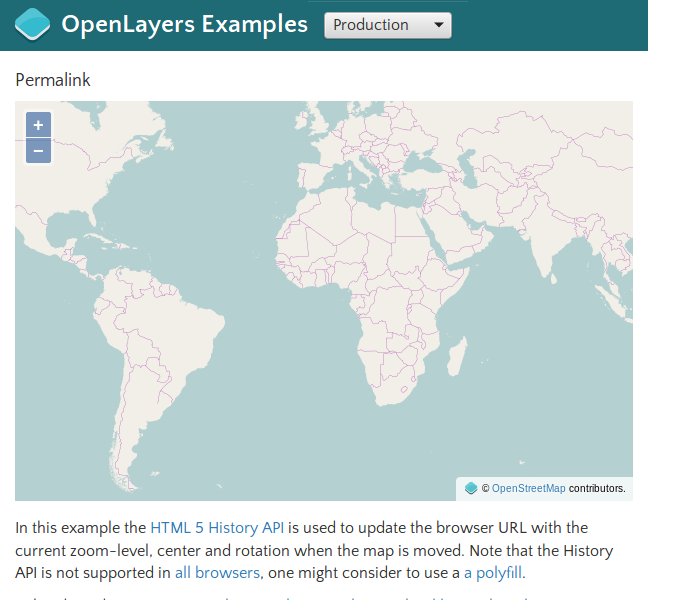 OpenLayers Examples
Production
Permalink
+
−
© OpenStreetMap contributors.
In this example the HTML 5 History API is used to update the browser URL with the
current zoom-level, center and rotation when the map is moved. Note that the History
API is not supported in all browsers, one might consider to use a a polyfill.